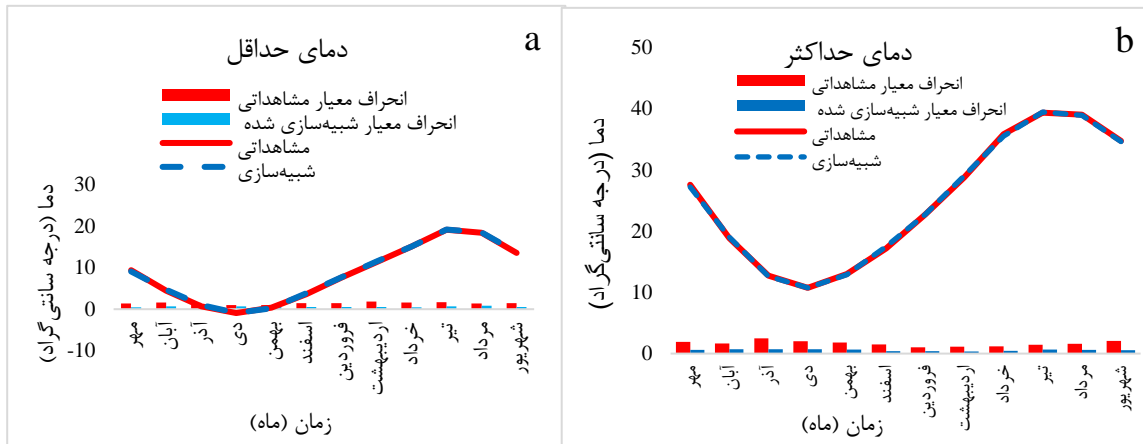 a
دمای حداقل
انحراف معیار مشاهداتی
انحراف معیار شبیه‌سازی شده
مشاهداتی
شبیه‌سازی
دما (درجه سانتی‌گراد)
30
20
10
0
-10
مهر
آبان
آذر
دی
بهمن
اسفند
فروردین
اردیبهشت
خرداد
تیر
مرداد
شهریور
زمان (ماه)
b
دمای حداکثر
انحراف معیار مشاهداتی
انحراف معیار شبیه‌سازی شده
مشاهداتی
شبیه‌سازی
دما (درجه سانتی‌گراد)
50
40
30
20
10
0
مهر
آبان
آذر
دی
بهمن
اسفند
فروردین
اردیبهشت
خرداد
تیر
مرداد
شهریور
زمان (ماه)